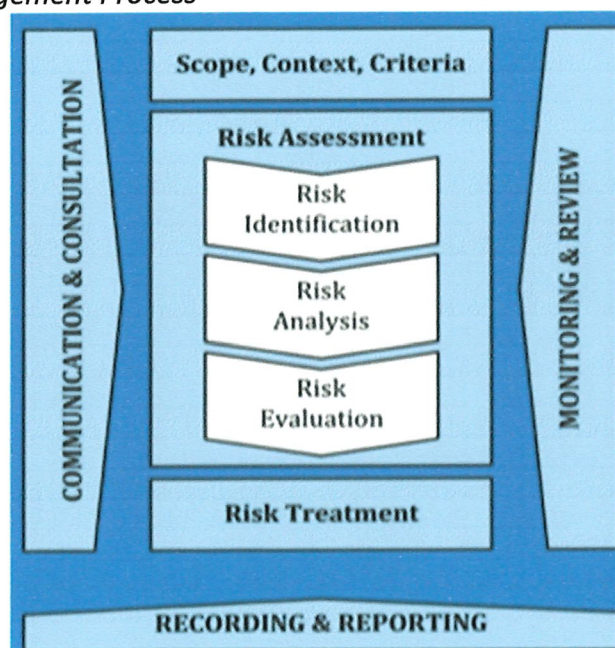 gement Process
Scope, Context, Criteria
Risk Assessment
Risk
Identification
Risk
Analysis
Risk
Evaluation
Risk Treatment
COMMUNICATION & CONSULTATION
MONITORING & REVIEW
RECORDING & REPORTING